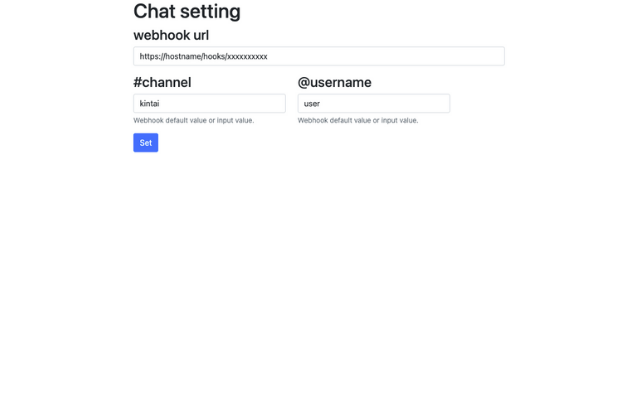 Chat setting
webhook url
https://hostname/hooks/xxxxxxxxxx
#channel
@username
kintai
user
Webhook default value or input value.
Webhook default value or input value.
Set